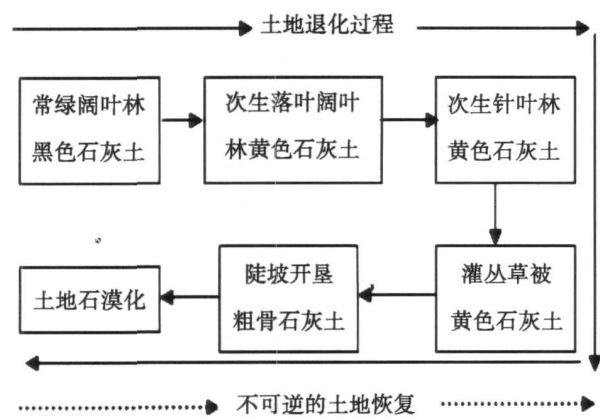 土地退化过程
常绿阔叶林
黑色石灰土
次生落叶阔叶
林黄色石灰土
次生针叶林
黄色石灰土
灌丛草被
黄色石灰土
陡坡开垦
粗骨石灰土
土地石漠化
不可逆的土地恢复